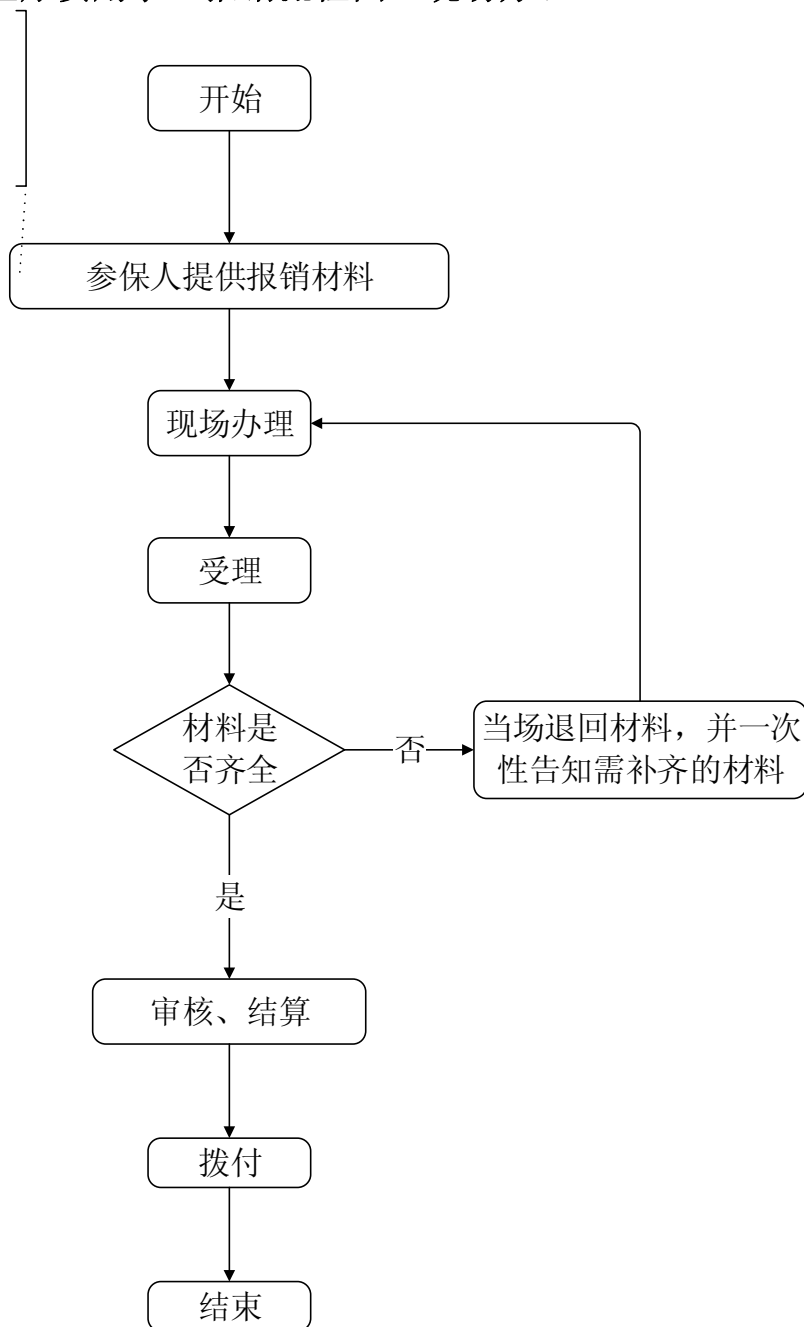 开始
参保人提供报销材料
现场办理
受理
材料是
否齐全
否
当场退回材料，并一次
性告知需补齐的材料
是
审核、结算
拨付
结束